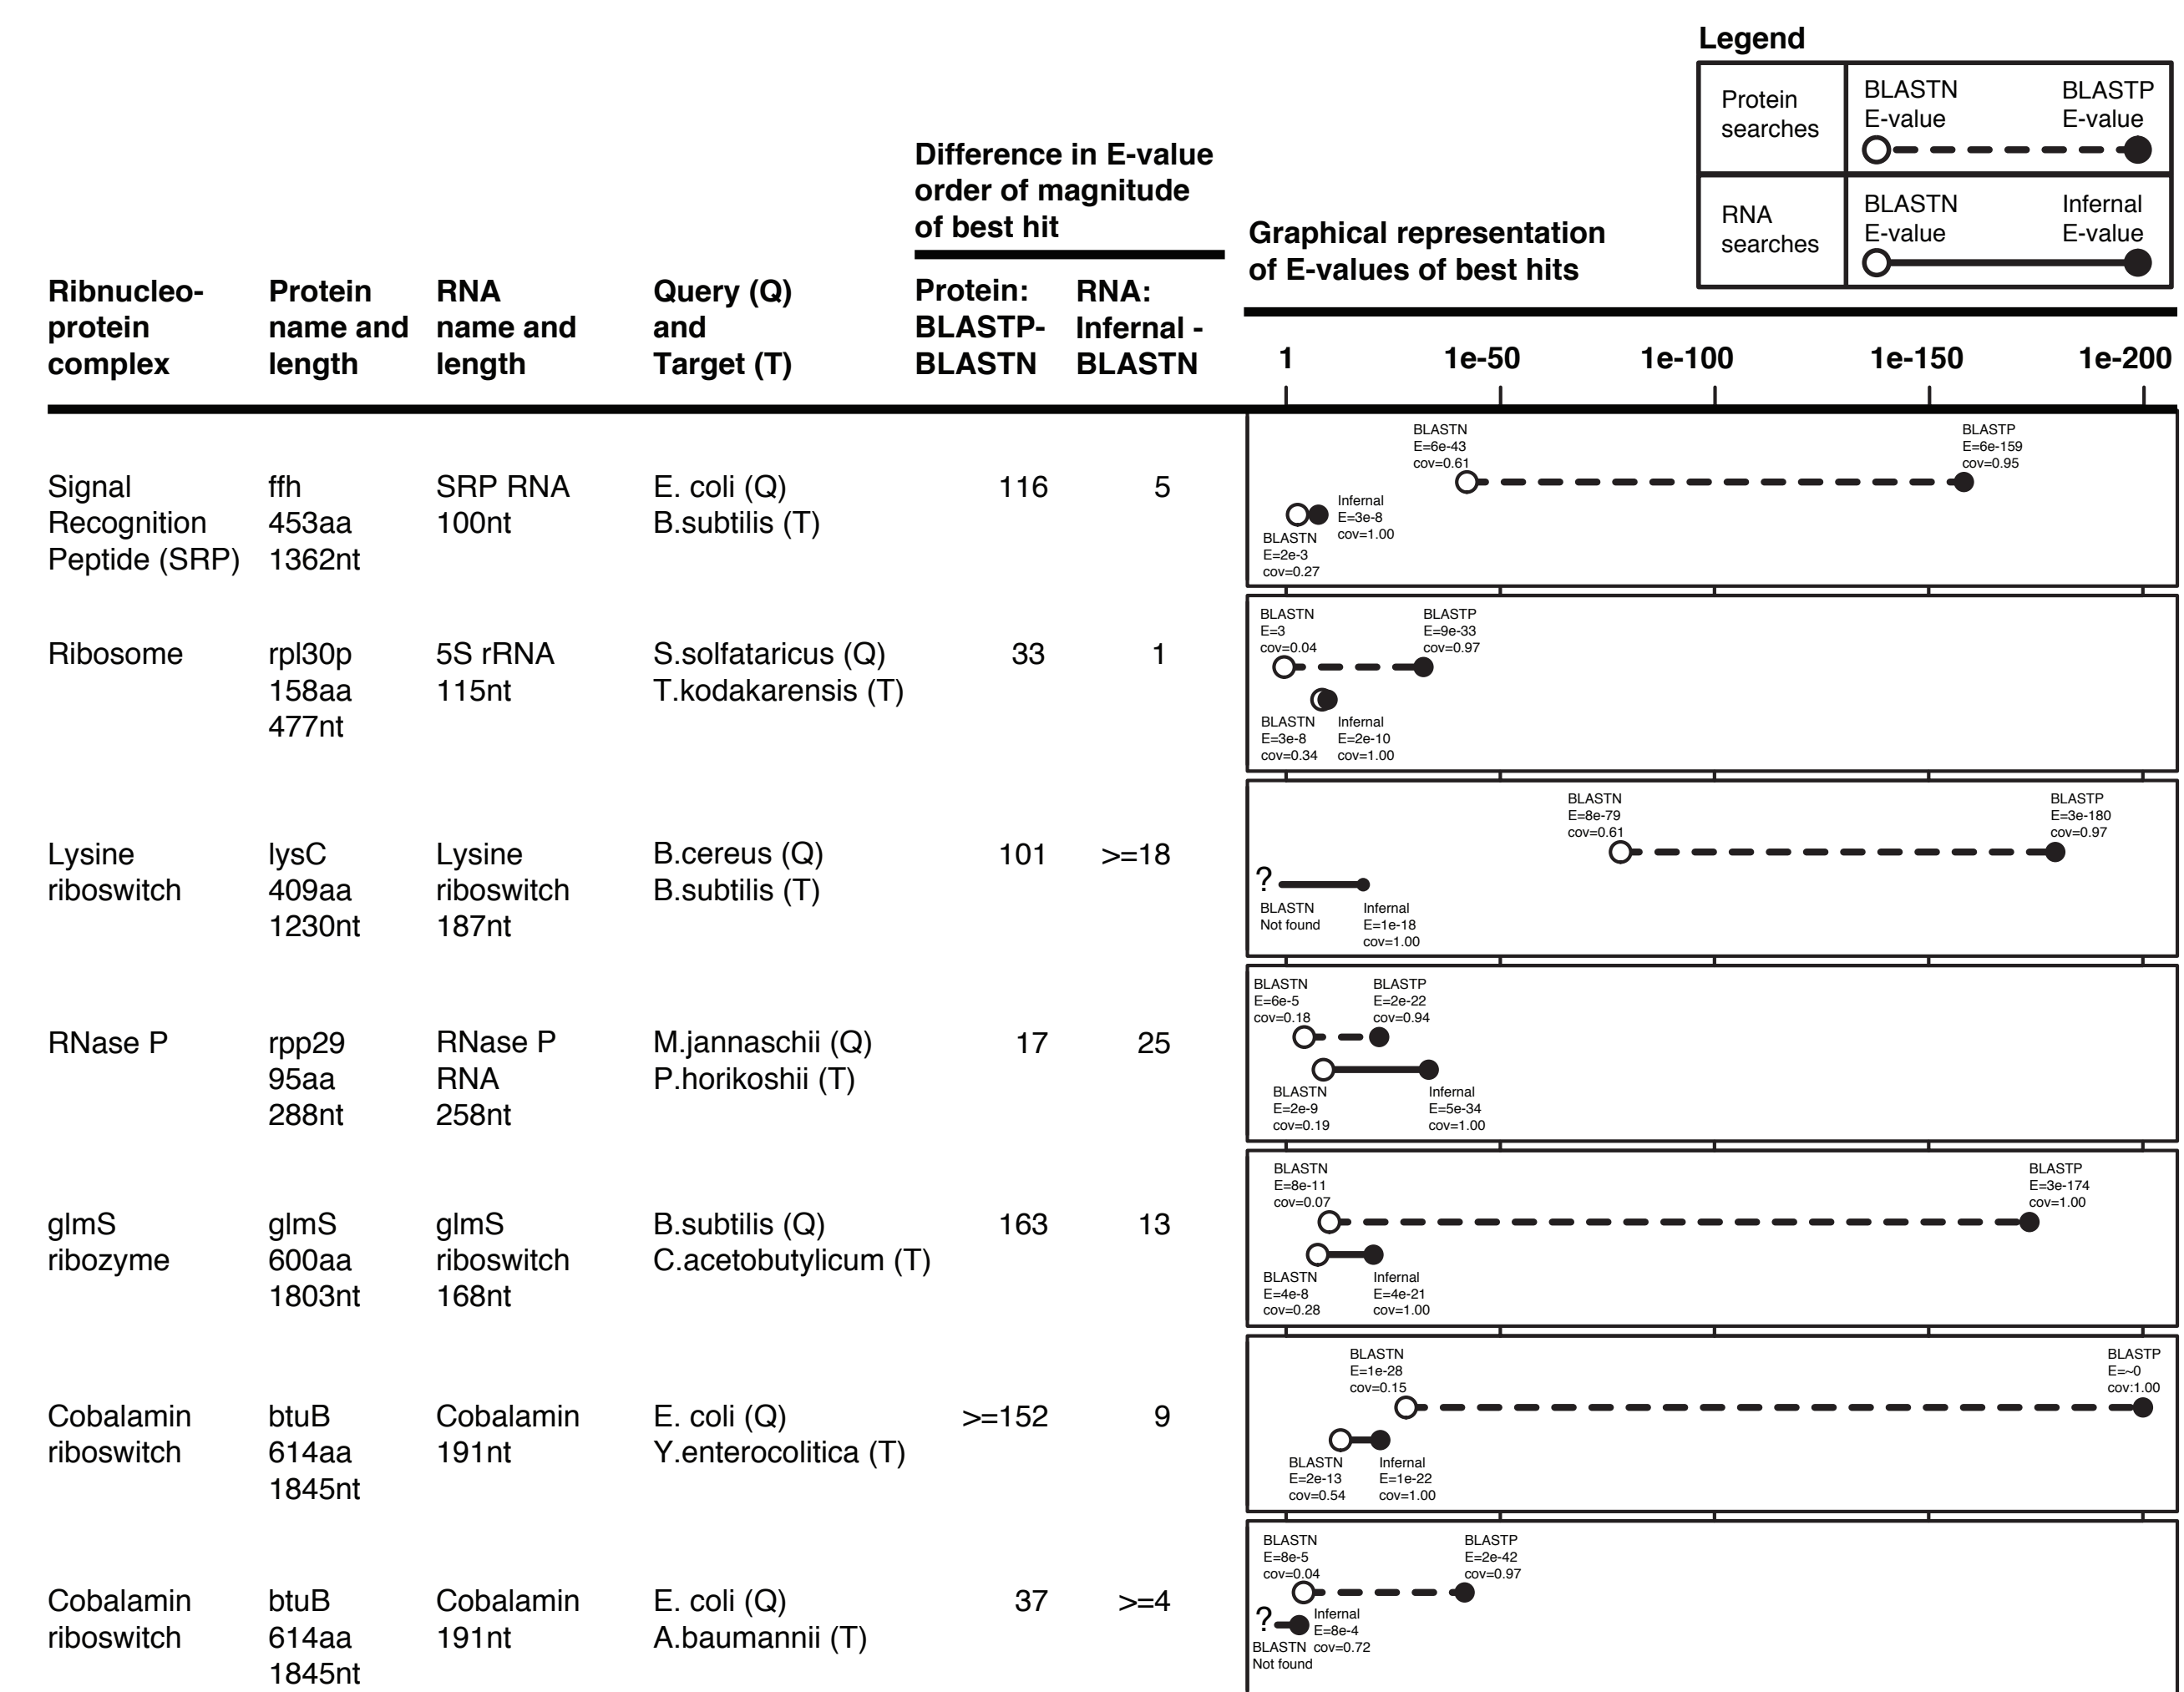 Legend
Protein
searches
BLASTN
E-value
BLASTP
E-value
RNA
searches
BLASTN
E-value
Infernal
E-value
Difference in E-value
order of magnitude
of best hit
Graphical representation
of E-values of best hits
Ribnucleo-
protein
complex
Protein
name and
length
RNA
name and
length
Query (Q)
and
Target (T)
Protein:
BLASTP-
BLASTN
RNA:
Infernal -
BLASTN
1 1e-50 1e-100 1e-150 1e-200
Signal
Recognition
Peptide (SRP)
ffh
453aa
1362nt
SRP RNA
100nt
E. coli (Q)
B.subtilis (T)
116
5
BLASTN
E=6e-43
cov=0.61
BLASTP
E=6e-159
cov=0.95
BLASTN
E=2e-3
cov=0.27
Infernal
E=3e-8
cov=1.00
Ribosome
rpl30p
158aa
477nt
5S rRNA
115nt
S.solfataricus (Q)
T.kodakarensis (T)
33
1
BLASTN
E=3
cov=0.04
BLASTP
E=9e-33
cov=0.97
BLASTN
E=3e-8
cov=0.34
Infernal
E=2e-10
cov=1.00
Lysine
riboswitch
lysC
409aa
1230nt
Lysine
riboswitch
187nt
B.cereus (Q)
B.subtilis (T)
101
>=18
BLASTN
E=8e-79
cov=0.61
BLASTP
E=3e-180
cov=0.97
?
BLASTN
Not found
Infernal
E=1e-18
cov=1.00
RNase P
rpp29
95aa
288nt
RNase P
RNA
258nt
M.jannaschii (Q)
P.horikoshii (T)
17
25
BLASTN
E=6e-5
cov=0.18
BLASTP
E=2e-22
cov=0.94
BLASTN
E=2e-9
cov=0.19
Infernal
E=5e-34
cov=1.00
glmS
ribozyme
glmS
600aa
1803nt
glmS
riboswitch
168nt
B.subtilis (Q)
C.acetobutylicum (T)
163
13
BLASTN
E=8e-11
cov=0.07
BLASTP
E=3e-174
cov=1.00
BLASTN
E=4e-8
cov=0.28
Infernal
E=4e-21
cov=1.00
Cobalamin
riboswitch
btuB
614aa
1845nt
Cobalamin
191nt
E. coli (Q)
Y.enterocolitica (T)
>=152
9
BLASTN
E=1e-28
cov=0.15
BLASTP
E=~0
cov:1.00
BLASTN
E=2e-13
cov=0.54
Infernal
E=1e-22
cov=1.00
Cobalamin
riboswitch
btuB
614aa
1845nt
Cobalamin
191nt
E. coli (Q)
A.baumannii (T)
37
>=4
BLASTN
E=8e-5
cov=0.04
BLASTP
E=2e-42
cov=0.97
?
BLASTN
Not found
Infernal
E=8e-4
cov=0.72